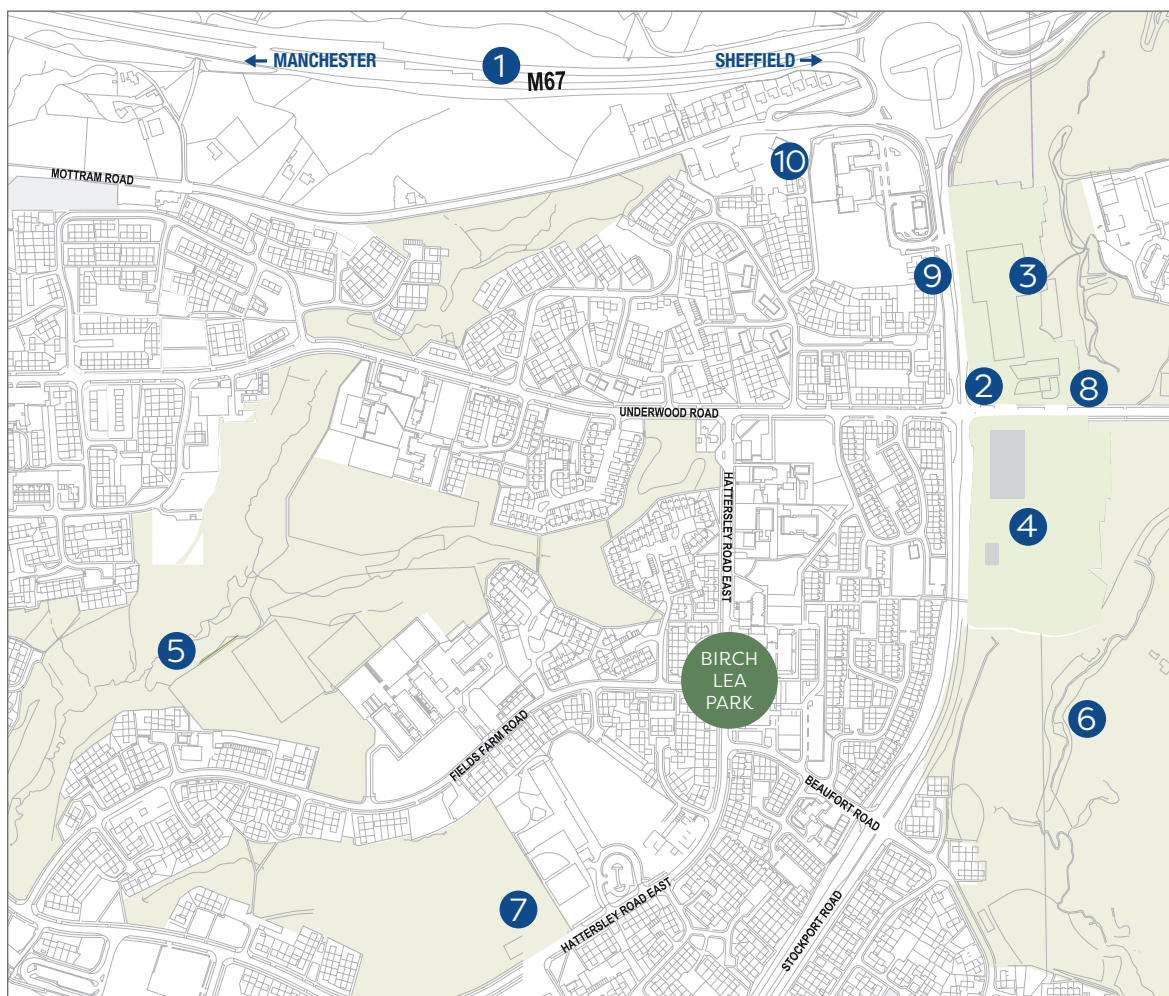 1
← MANCHESTER
SHEFFIELD →
M67
10
MOTTRAM ROAD
9
3
2
8
UNDERWOOD ROAD
HATTERSLEY ROAD EAST
4
5
BIRCH
LEA
PARK
6
FIELDS FARM ROAD
BEAUFORT ROAD
7
HATTERSLEY ROAD EAST
STOCKPORT ROAD